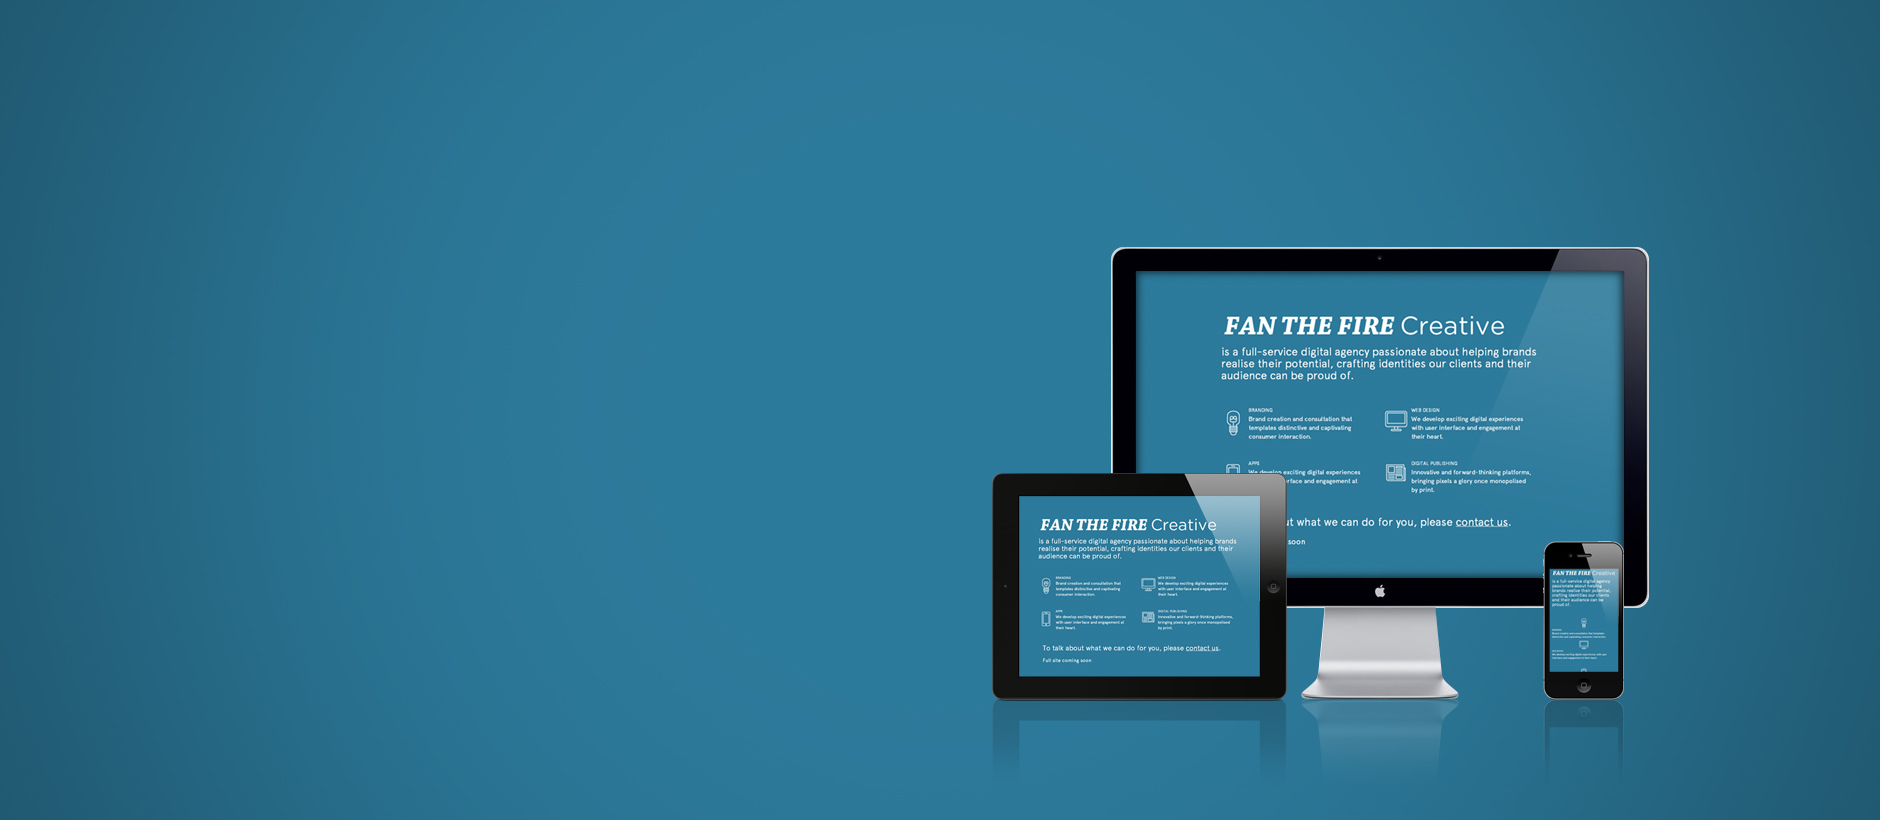 FAN THE FIRE Creative
is a full-service digital agency passionate about helping brands
realise their potential, crafting identities our clients and their
audience can be proud of.
BRANDING
Brand creation and consultation that
templates distinctive and captivating
consumer interaction.
WEB DESIGN
We develop exciting digital experiences
with user interface and engagement at
their heart.
APPS
We develop exciting digital experiences
rface and engagement at
DIGITAL PUBLISHING
Innovative and forward-thinking platforms,
bringing pixels a glory once monopolised
by print.
ut what we can do for you, please contact us.
soon
FAN THE FIRE Creative
is a full-service digital agency passionate about helping brands
realise their potential, crafting identities our clients and their
audience can be proud of.
BRANDING
Brand creation and consultation that
templates distinctive and captivating
consumer interaction.
WEB DESIGN
We develop exciting digital experiences
with user interface and engagement at
their heart.
APPS
We develop exciting digital experiences
with user interface and engagement at
their heart.
DIGITAL PUBLISHING
Innovative and forward-thinking platforms,
bringing pixels a glory once monopolised
by print.
To talk about what we can do for you, please contact us.
Full site coming soon
FAN THE FIRE Creative
is a full-service digital agency
passionate about helping
brands realise their potential,
crafting identities our clients
and their audience can be
proud of.